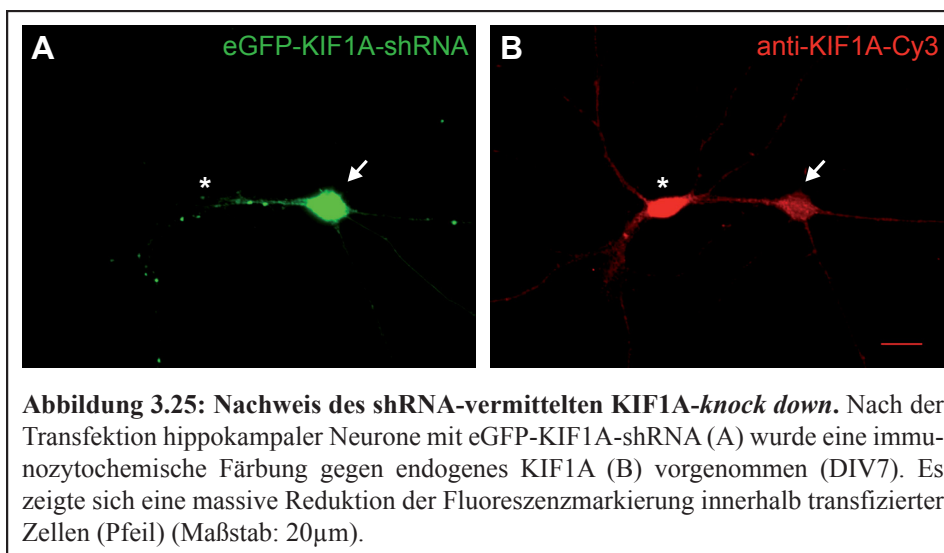 A eGFP-KIF1A-shRNA
*
B anti-KIF1A-Cy3
*
Abbildung 3.25: Nachweis des shRNA-vermittelten KIF1A-knock down. Nach der
Transfektion hippokampaler Neurone mit eGFP-KIF1A-shRNA (A) wurde eine immu-
nozytochemische Färbung gegen endogenes KIF1A (B) vorgenommen (DIV7). Es
zeigte sich eine massive Reduktion der Fluoreszenzmarkierung innerhalb transfizierter
Zellen (Pfeil) (Maßstab: 20µm).